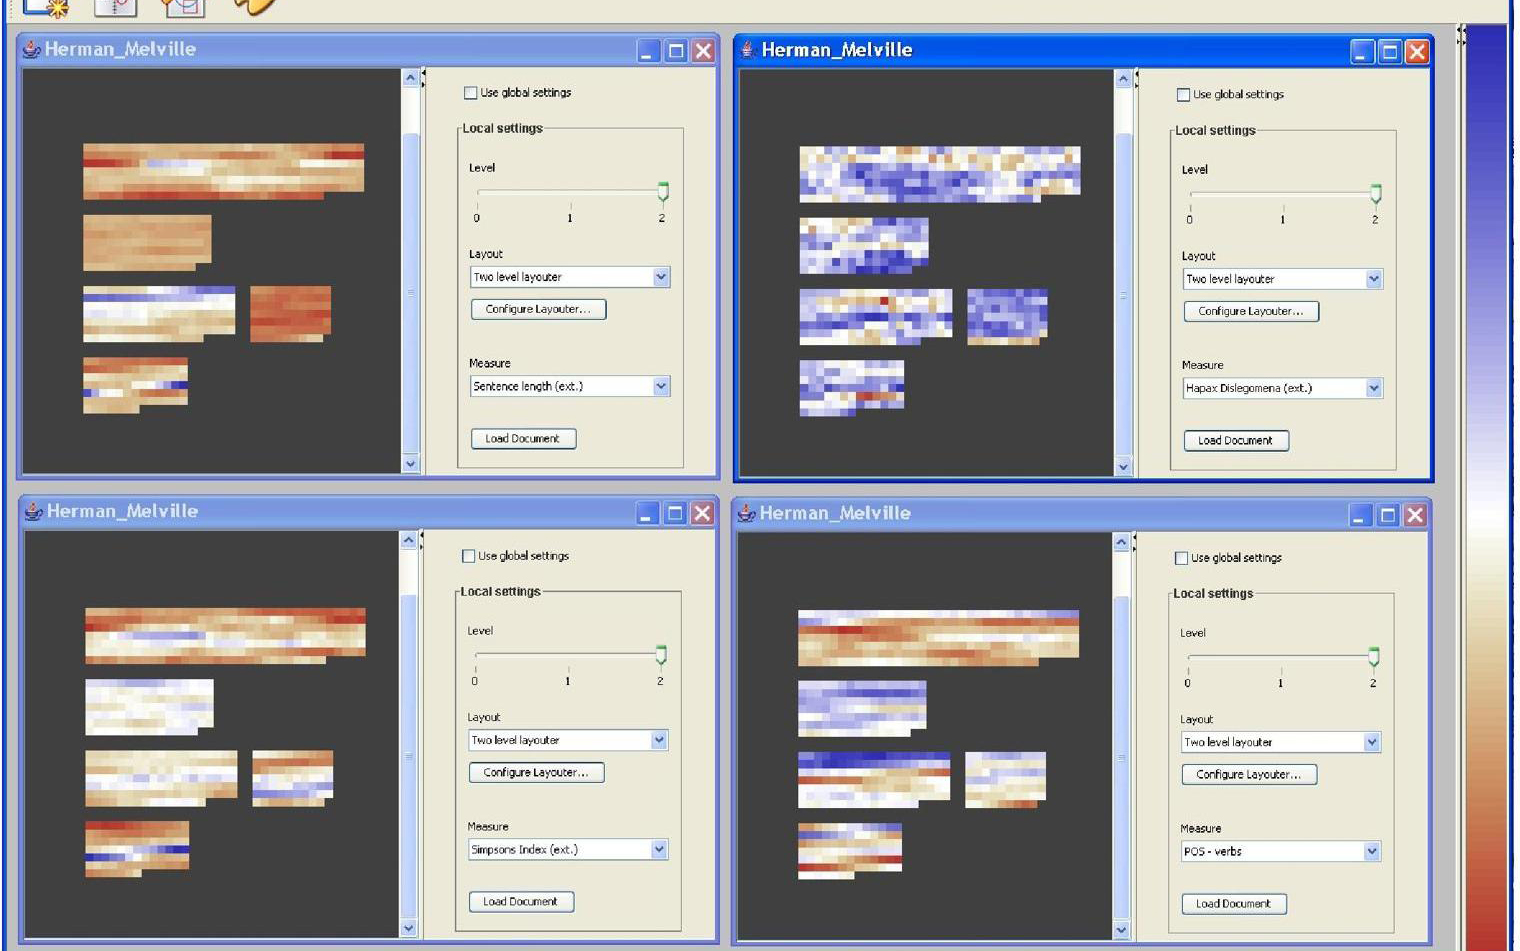 Herman_Melville
Use global settings
Local settings
Level
0 1 2
Layout
Two level layouter
Configure Layouter...
Measure
Sentence length (ext.)
Load Document
Herman_Melville
Use global settings
Local settings
Level
0 1 2
Layout
Two level layouter
Configure Layouter...
Measure
Hapax Dislegomena (ext.)
Load Document
Herman_Melville
Use global settings
Local settings
Level
0 1 2
Layout
Two level layouter
Configure Layouter...
Measure
Simpsons Index (ext.)
Load Document
Herman_Melville
Use global settings
Local settings
Level
0 1 2
Layout
Two level layouter
Configure Layouter...
Measure
POS - verbs
Load Document